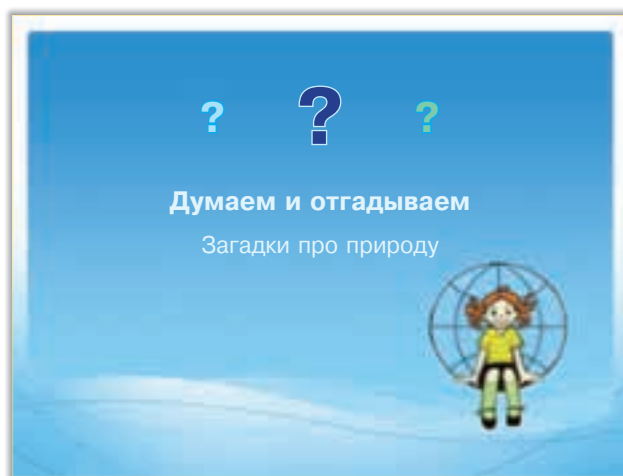 ? ? ?
Думаем и отгадываем
Загадки про природу